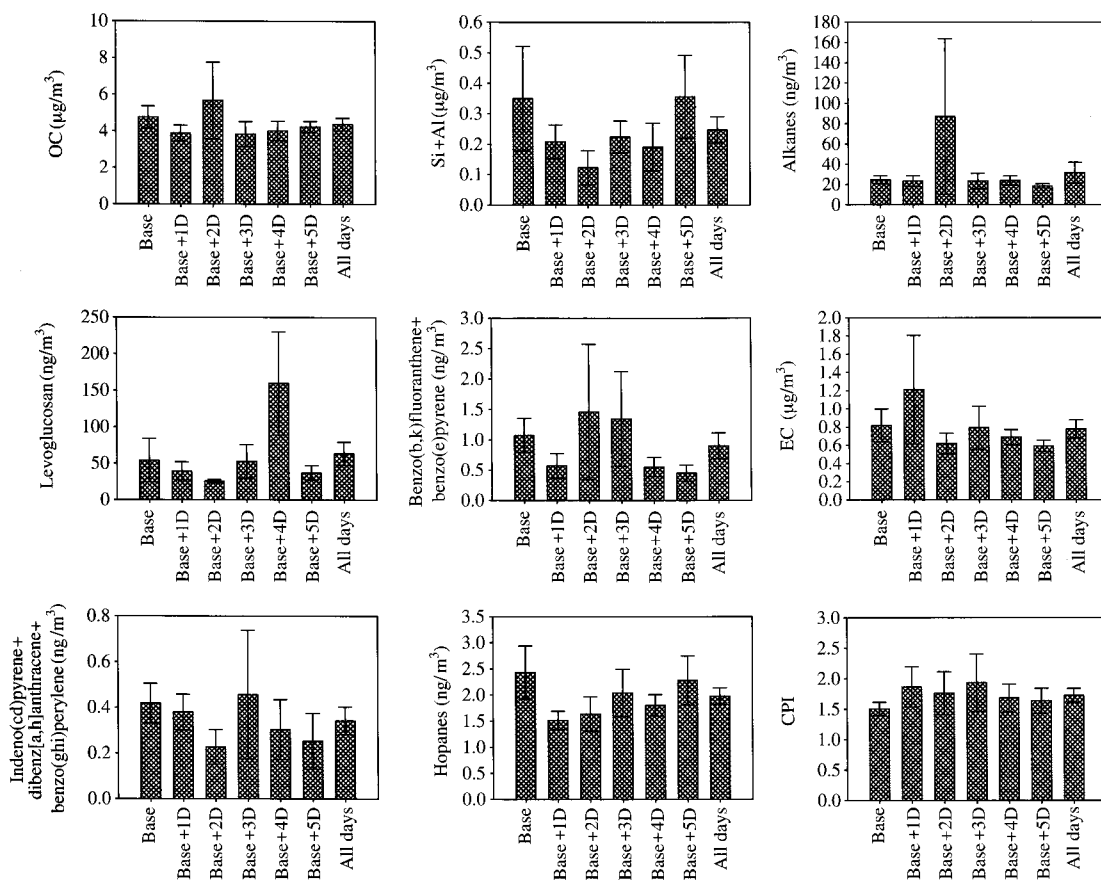 OC (μg/m³)
10
8
6
4
2
0
Base
Base+1D
Base+2D
Base+3D
Base+4D
Base+5D
All days
Si+Al (μg/m³)
0.6
0.5
0.4
0.3
0.2
0.1
0.0
Base
Base+1D
Base+2D
Base+3D
Base+4D
Base+5D
All days
Alkanes (ng/m³)
180
160
140
120
100
80
60
40
20
0
Base
Base+1D
Base+2D
Base+3D
Base+4D
Base+5D
All days
Levoglucosan (ng/m³)
250
200
150
100
50
0
Base
Base+1D
Base+2D
Base+3D
Base+4D
Base+5D
All days
Benzo(b,k)fluoranthene+
benzo(e)pyrene (ng/m³)
3.0
2.5
2.0
1.5
1.0
0.5
0.0
Base
Base+1D
Base+2D
Base+3D
Base+4D
Base+5D
All days
EC (μg/m³)
2.0
1.8
1.6
1.4
1.2
1.0
0.8
0.6
0.4
0.2
0.0
Base
Base+1D
Base+2D
Base+3D
Base+4D
Base+5D
All days
Indeno(cd)pyrene+
dibenz[a,h]anthracene+
benzo(ghi)perylene (ng/m³)
0.8
0.6
0.4
0.2
0.0
Base
Base+1D
Base+2D
Base+3D
Base+4D
Base+5D
All days
Hopanes (ng/m³)
3.5
3.0
2.5
2.0
1.5
1.0
0.5
0.0
Base
Base+1D
Base+2D
Base+3D
Base+4D
Base+5D
All days
CPI
3.0
2.5
2.0
1.5
1.0
0.5
0.0
Base
Base+1D
Base+2D
Base+3D
Base+4D
Base+5D
All days